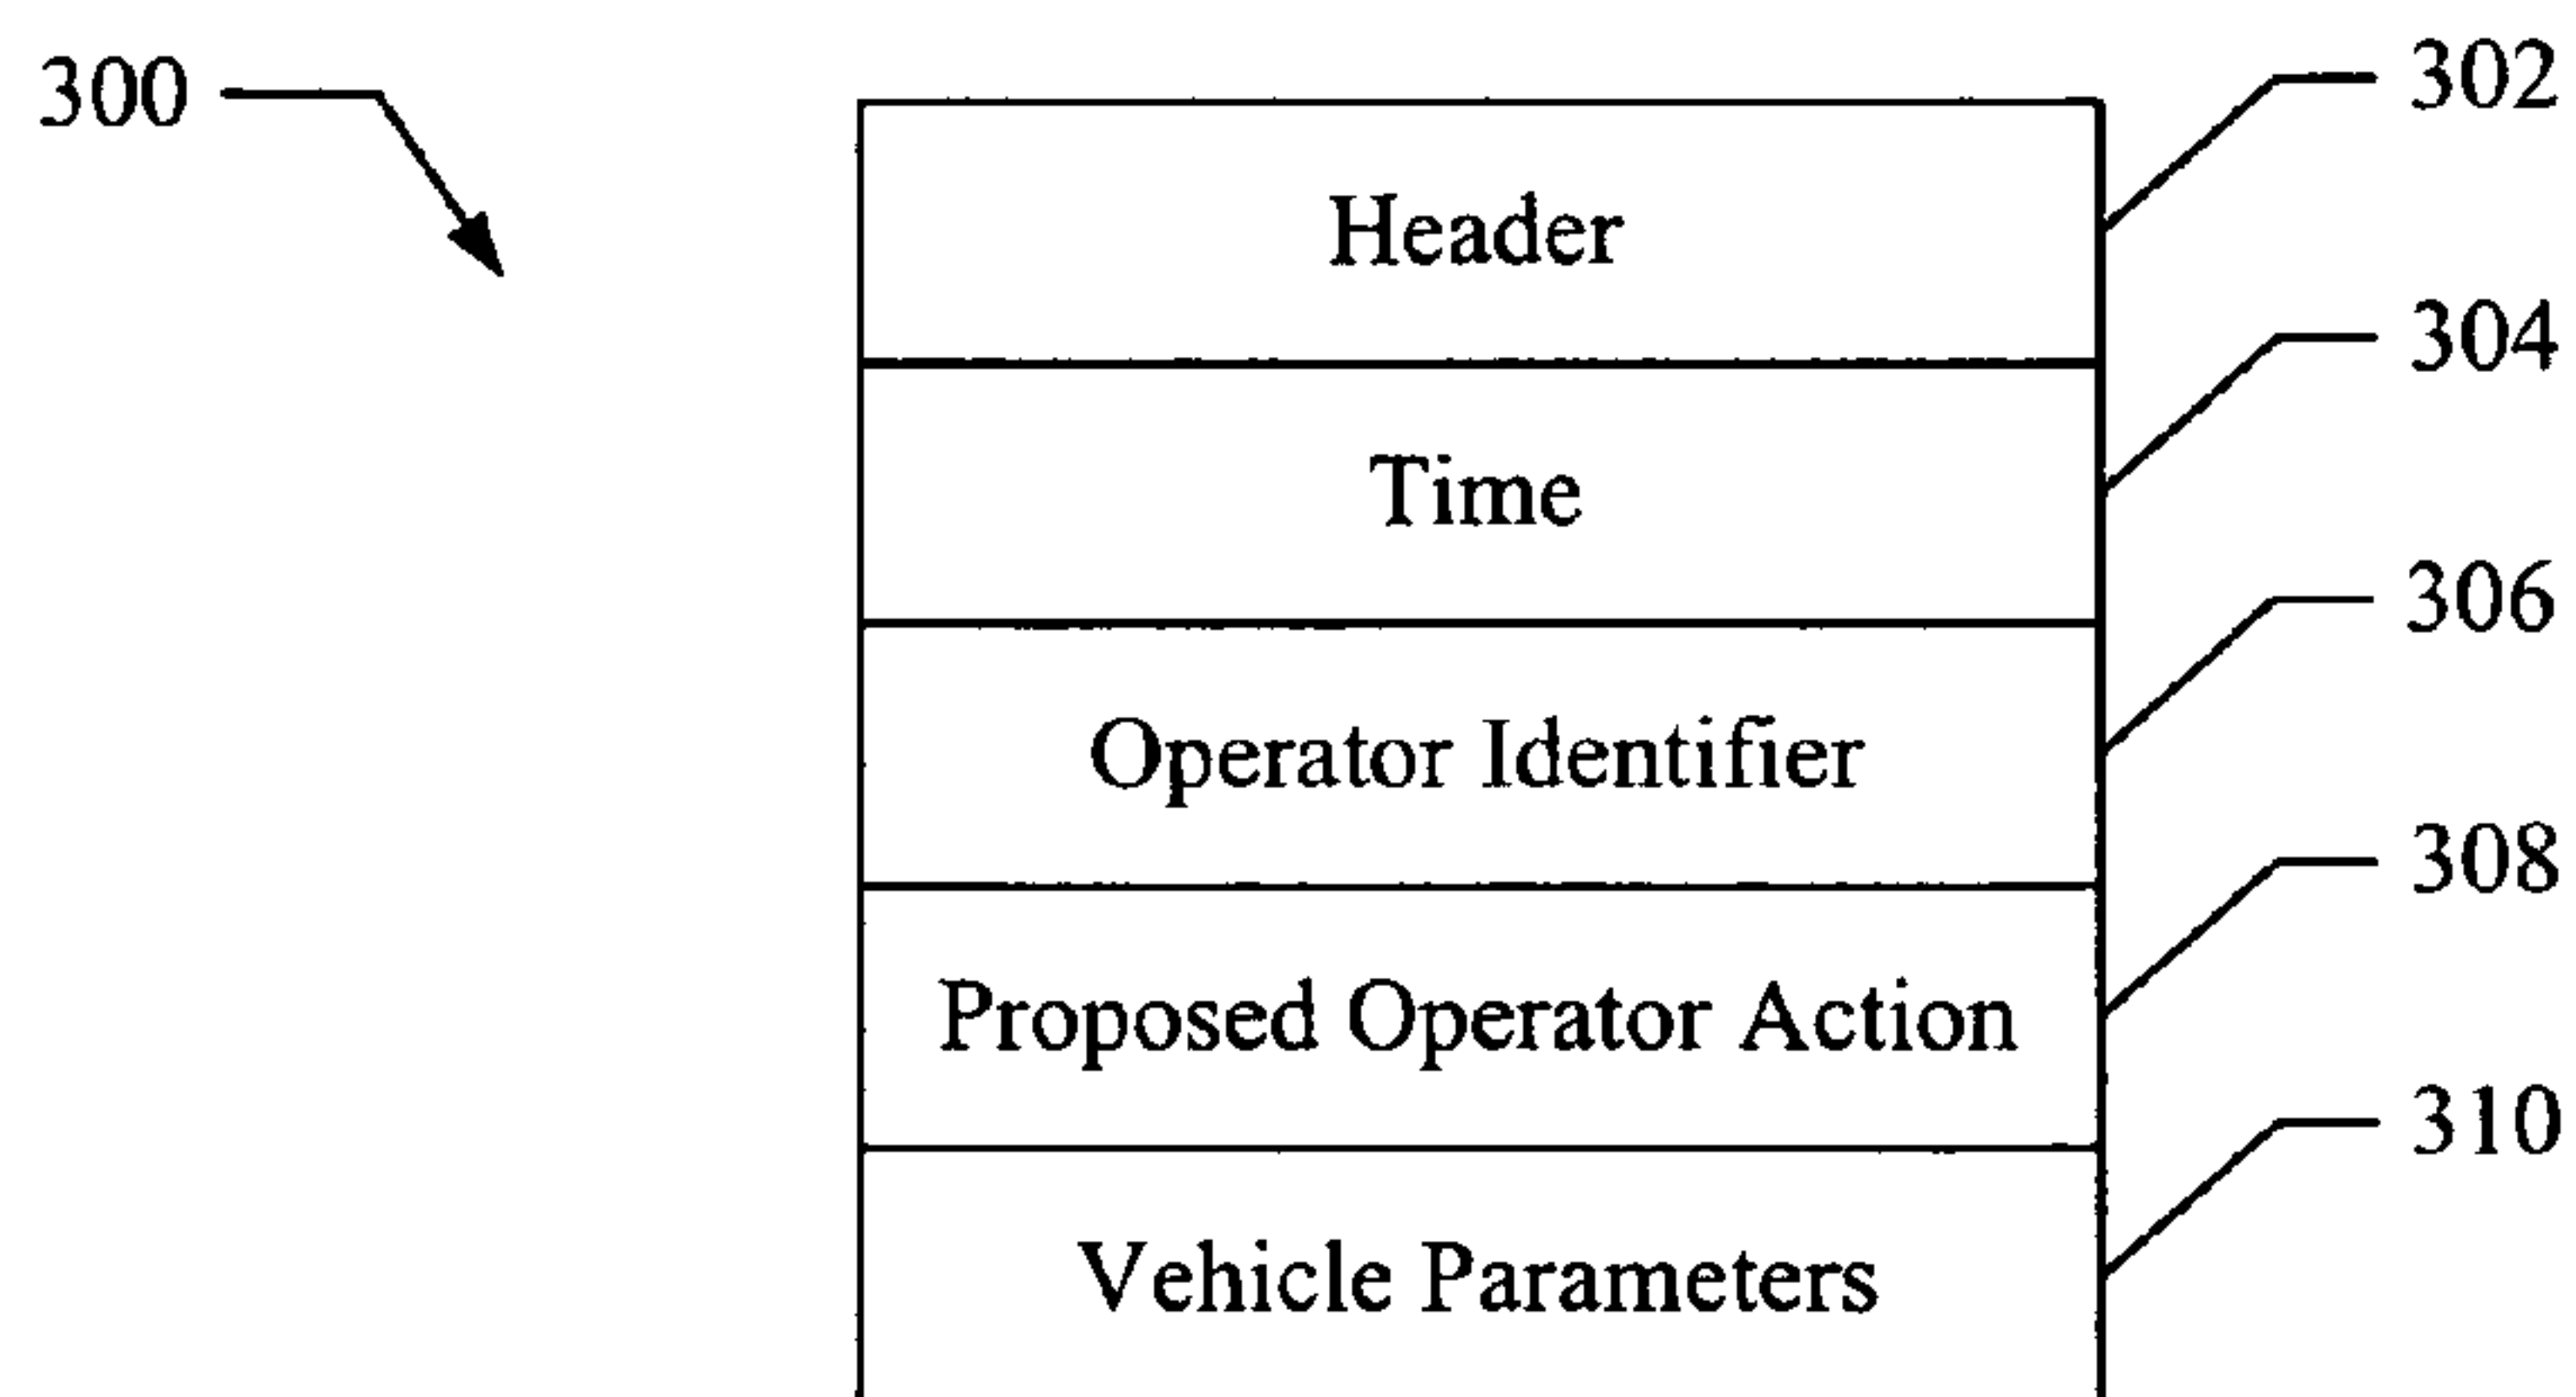 300
302
Header
304
Time
306
Operator Identifier
308
Proposed Operator Action
310
Vehicle Parameters